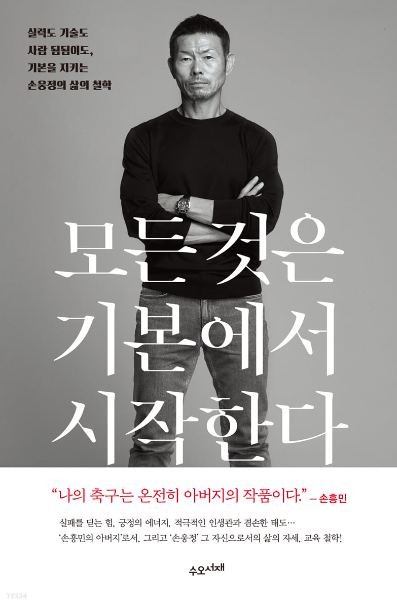 실력도 기술도
사람 됨됨이도,
기본을 지키는
손웅정의 삶의 철학
모든 것은
기본에서
시작한다
“나의 축구는 온전히 아버지의 작품이다.” – 손흥민
실패를 딛는 힘, 긍정의 에너지, 적극적인 인생관과 겸손한 태도…
‘손흥민의 아버지’로서, 그리고 ‘손웅정’ 그 자신으로서의 삶의 자세, 교육 철학!
수오서재
YES24